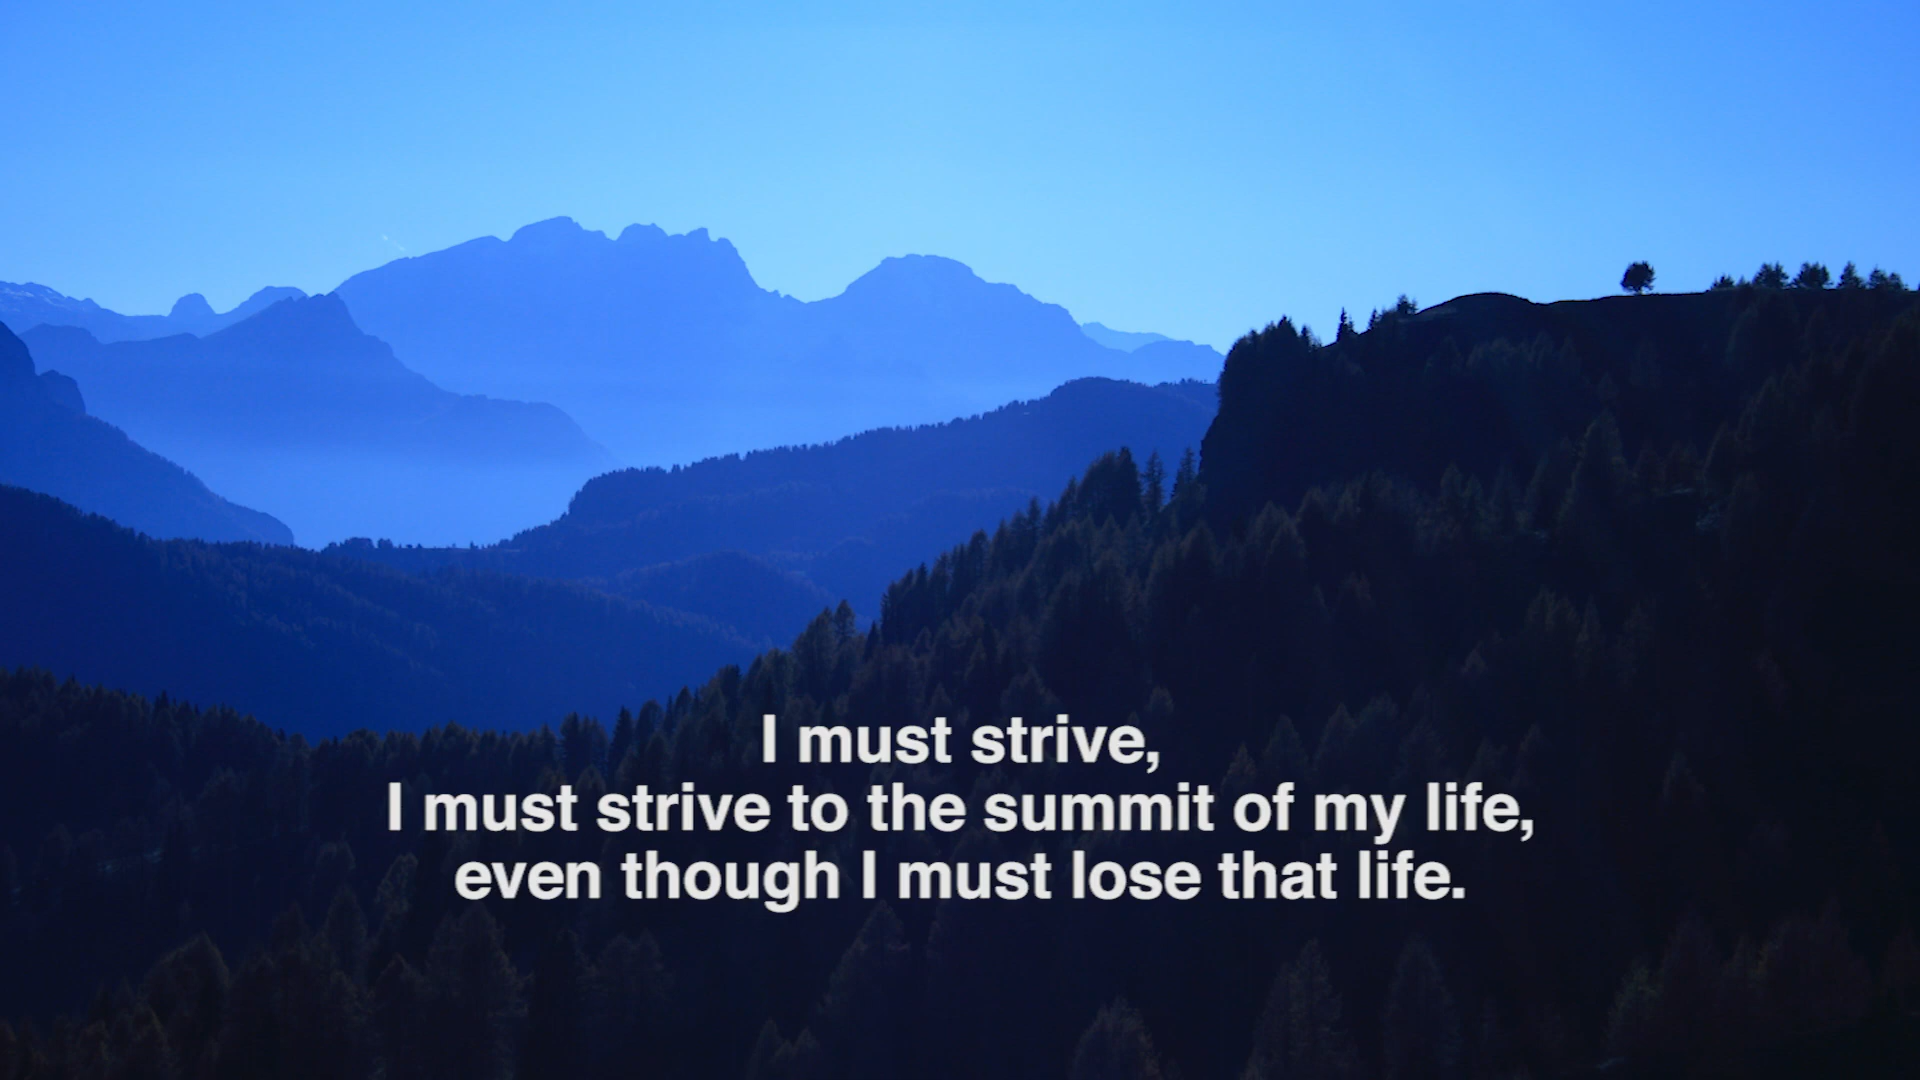 I must strive,
I must strive to the summit of my life,
even though I must lose that life.